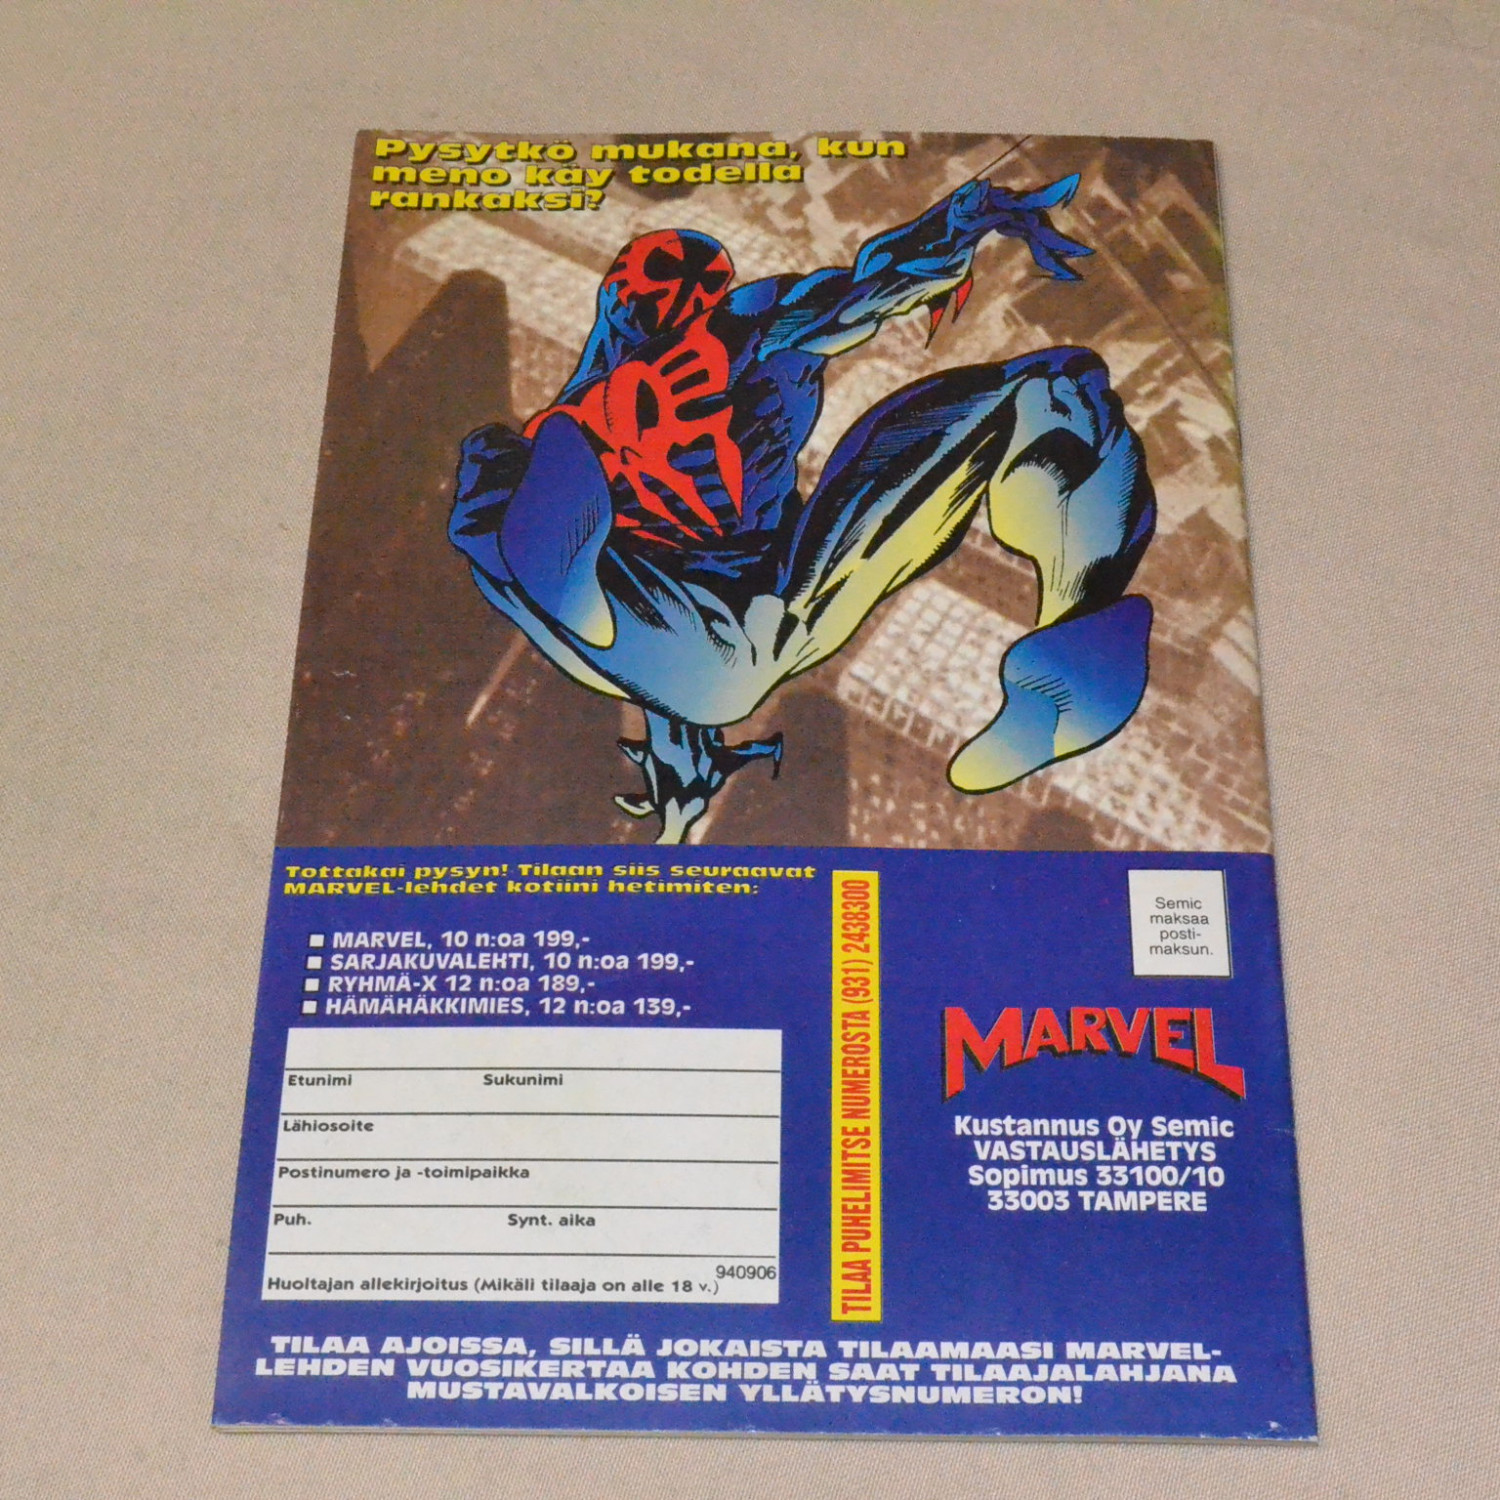 Pysytkö mukana, kun
meno käy todella
rankaksi?
Tottakai pysyn! Tilaan siis seuraavat
MARVEL-lehdet kotiini hetimiten:
MARVEL, 10 n:oa 199,-
SARJAKUVALEHTI, 10 n:oa 199,-
RYHMÄ-X 12 n:oa 189,-
HÄMÄHÄKKIMIES, 12 n:oa 139,-
Etunimi Sukunimi
Lähiosoite
Postinumero ja -toimipaikka
Puh. Synt. aika
940906
Huoltajan allekirjoitus (Mikäli tilaaja on alle 18 v.)
TILAA PUHELIMITSE NUMEROSTA (931) 2438300
Semic
maksaa
posti-
maksun.
MARVEL
Kustannus Oy Semic
VASTAUSLÄHETYS
Sopimus 33100/10
33003 TAMPERE
TILAA AJOISSA, SILLÄ JOKAISTA TILAAMAASI MARVEL-
LEHDEN VUOSIKERTAA KOHDEN SAAT TILAAJALAHJANA
MUSTAVALKOISEN YLLÄTYSNUMERON!